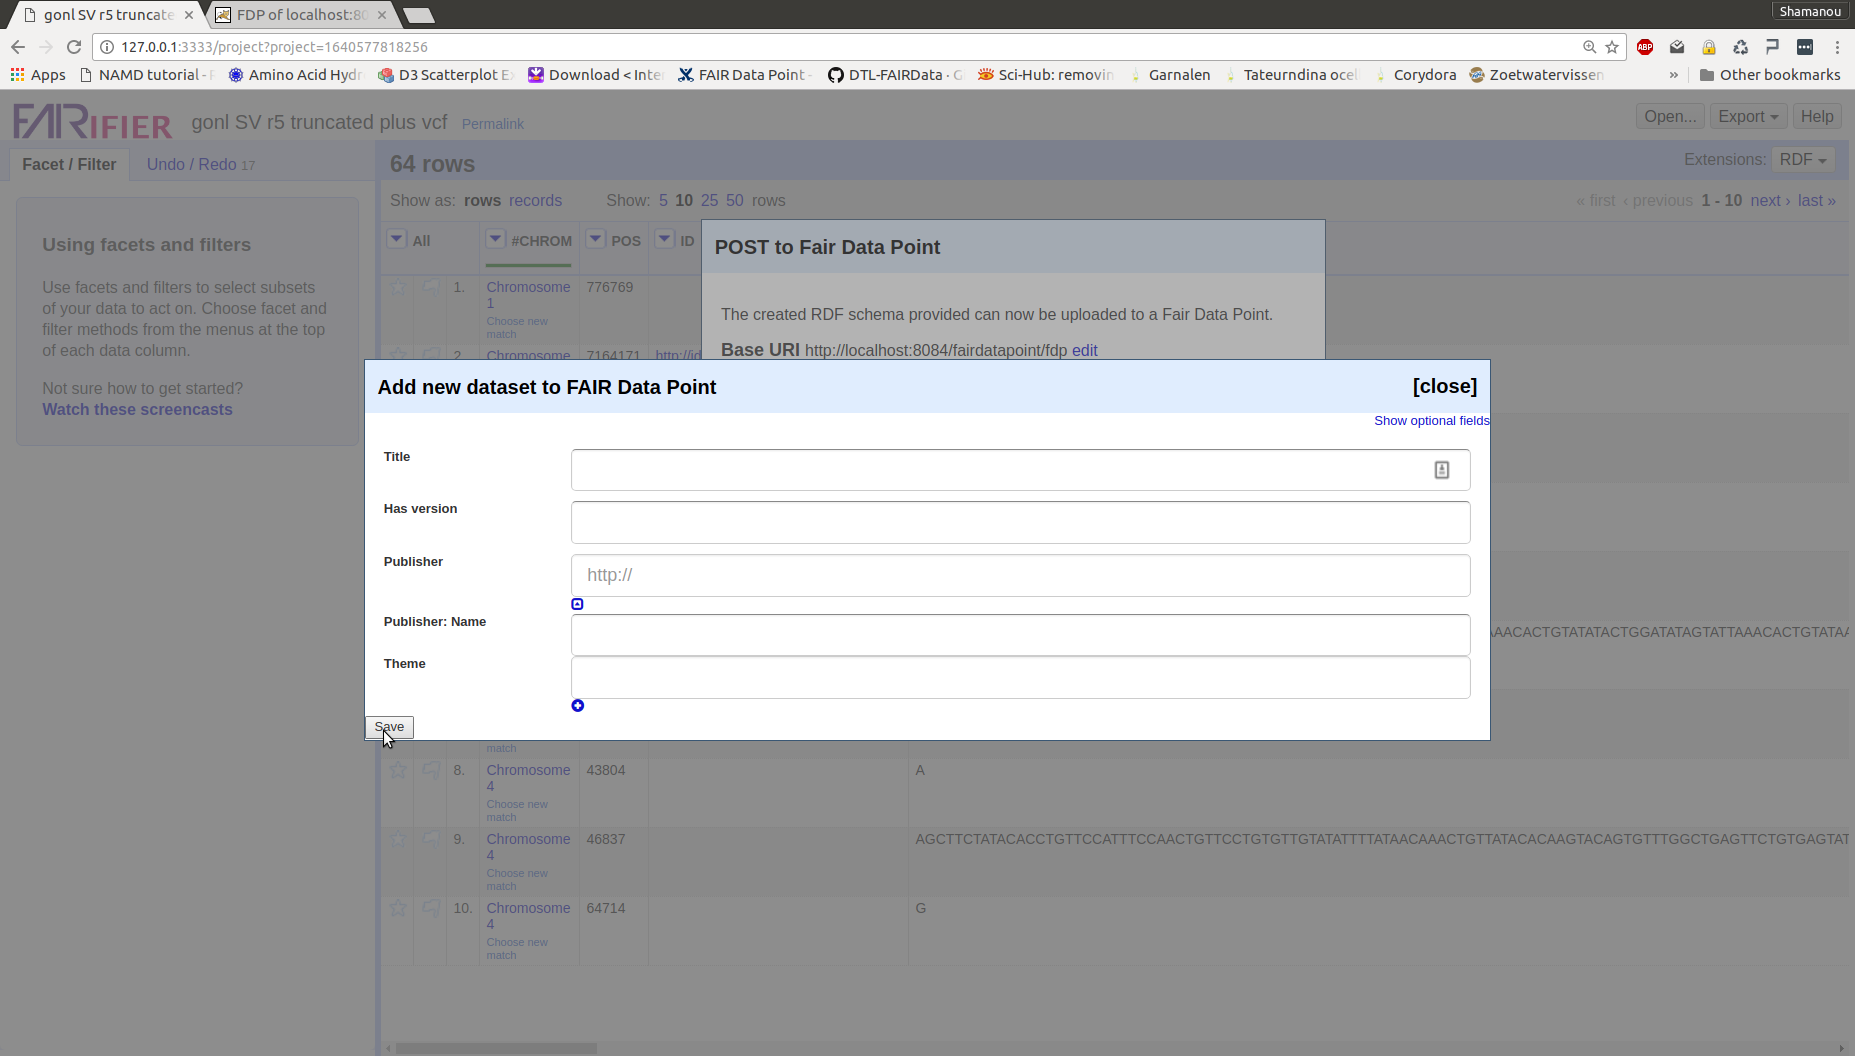 Shamanou
gonl SV r5 truncate
FDP of localhost:80
127.0.0.1:3333/project?project=1640577818256
ABP
Apps
NAMD tutorial -
Amino Acid Hydr
D3 Scatterplot E
Download < Inte
FAIR Data Point -
DTL-FAIRData · G
Sci-Hub: removin
Garnalen
Tateurndina ocel
Corydora
Zoetwatervissen
»
Other bookmarks
FAIRIFIER
gonl SV r5 truncated plus vcf
Permalink
Open...
Export
Help
Facet / Filter
Undo / Redo 17
64 rows
Extensions:
RDF
Show as: rows records
Show: 5 10 25 50 rows
« first ‹ previous 1 - 10 next › last »
Using facets and filters
Use facets and filters to select subsets
of your data to act on. Choose facet and
filter methods from the menus at the top
of each data column.
Not sure how to get started?
Watch these screencasts
All
#CHROM
POS
ID
1.
Chromosome
1
Choose new
match
776769
2.
Chromosome
7164171
http://id
POST to Fair Data Point
The created RDF schema provided can now be uploaded to a Fair Data Point.
Base URI http://localhost:8084/fairdatapoint/fdp edit
Add new dataset to FAIR Data Point
[close]
Show optional fields
Title
Has version
Publisher
http://
Publisher: Name
Theme
Save
AACACTGTATATACTGGATATAGTATTAAACACTGTATAA
match
8.
Chromosome
4
Choose new
match
43804
A
9.
Chromosome
4
Choose new
match
46837
AGCTTCTATACACCTGTTCCATTTCCAACTGTTCCTGTGTTGTATATTTTATAACAAACTGTTATACACAAGTACAGTGTTTGGCTGAGTTCTGTGAGTAT
10.
Chromosome
4
Choose new
match
64714
G